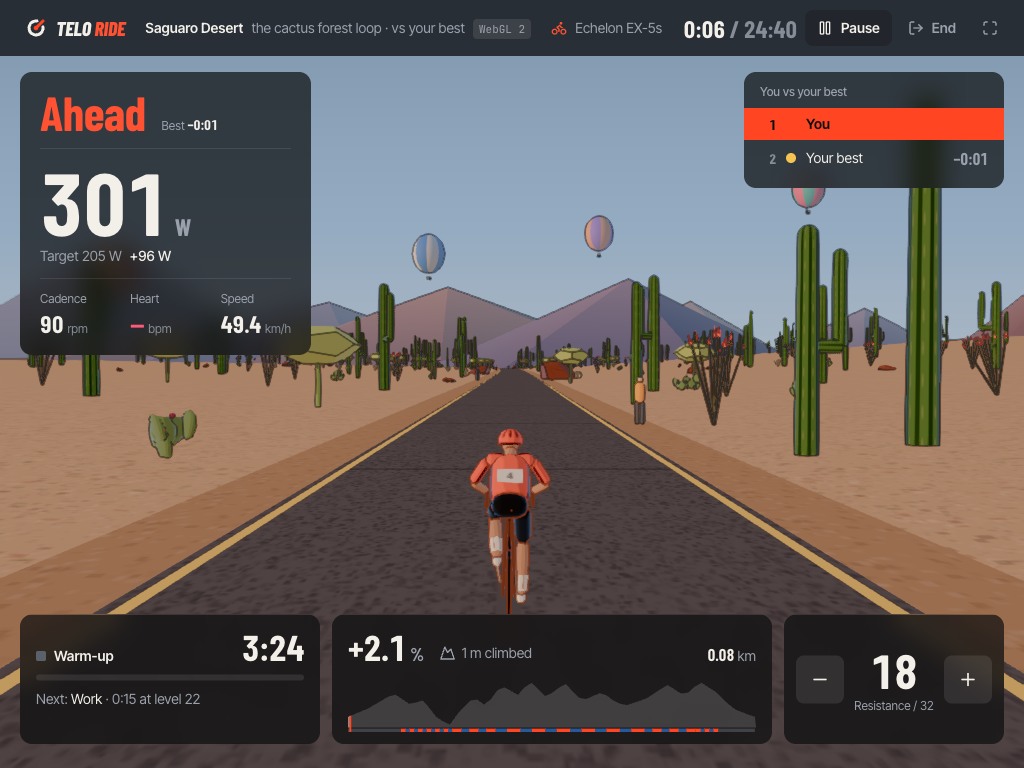 TELO RIDE
Saguaro Desert the cactus forest loop · vs your best WebGL 2
Echelon EX-5s
0:06 / 24:40
Pause
End
Ahead Best −0:01
301 W
Target 205 W +96 W
Cadence Heart Speed
90 rpm — bpm 49.4 km/h
You vs your best
1 You
2 Your best −0:01
4
Warm-up 3:24
Next: Work · 0:15 at level 22
+2.1 % 1 m climbed 0.08 km
− 18 +
Resistance / 32